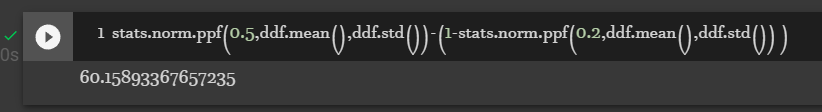 1 stats.norm.ppf(0.5,ddf.mean(),ddf.std())-(1-stats.norm.ppf(0.2,ddf.mean(),ddf.std()) )
0s
60.15893367657235